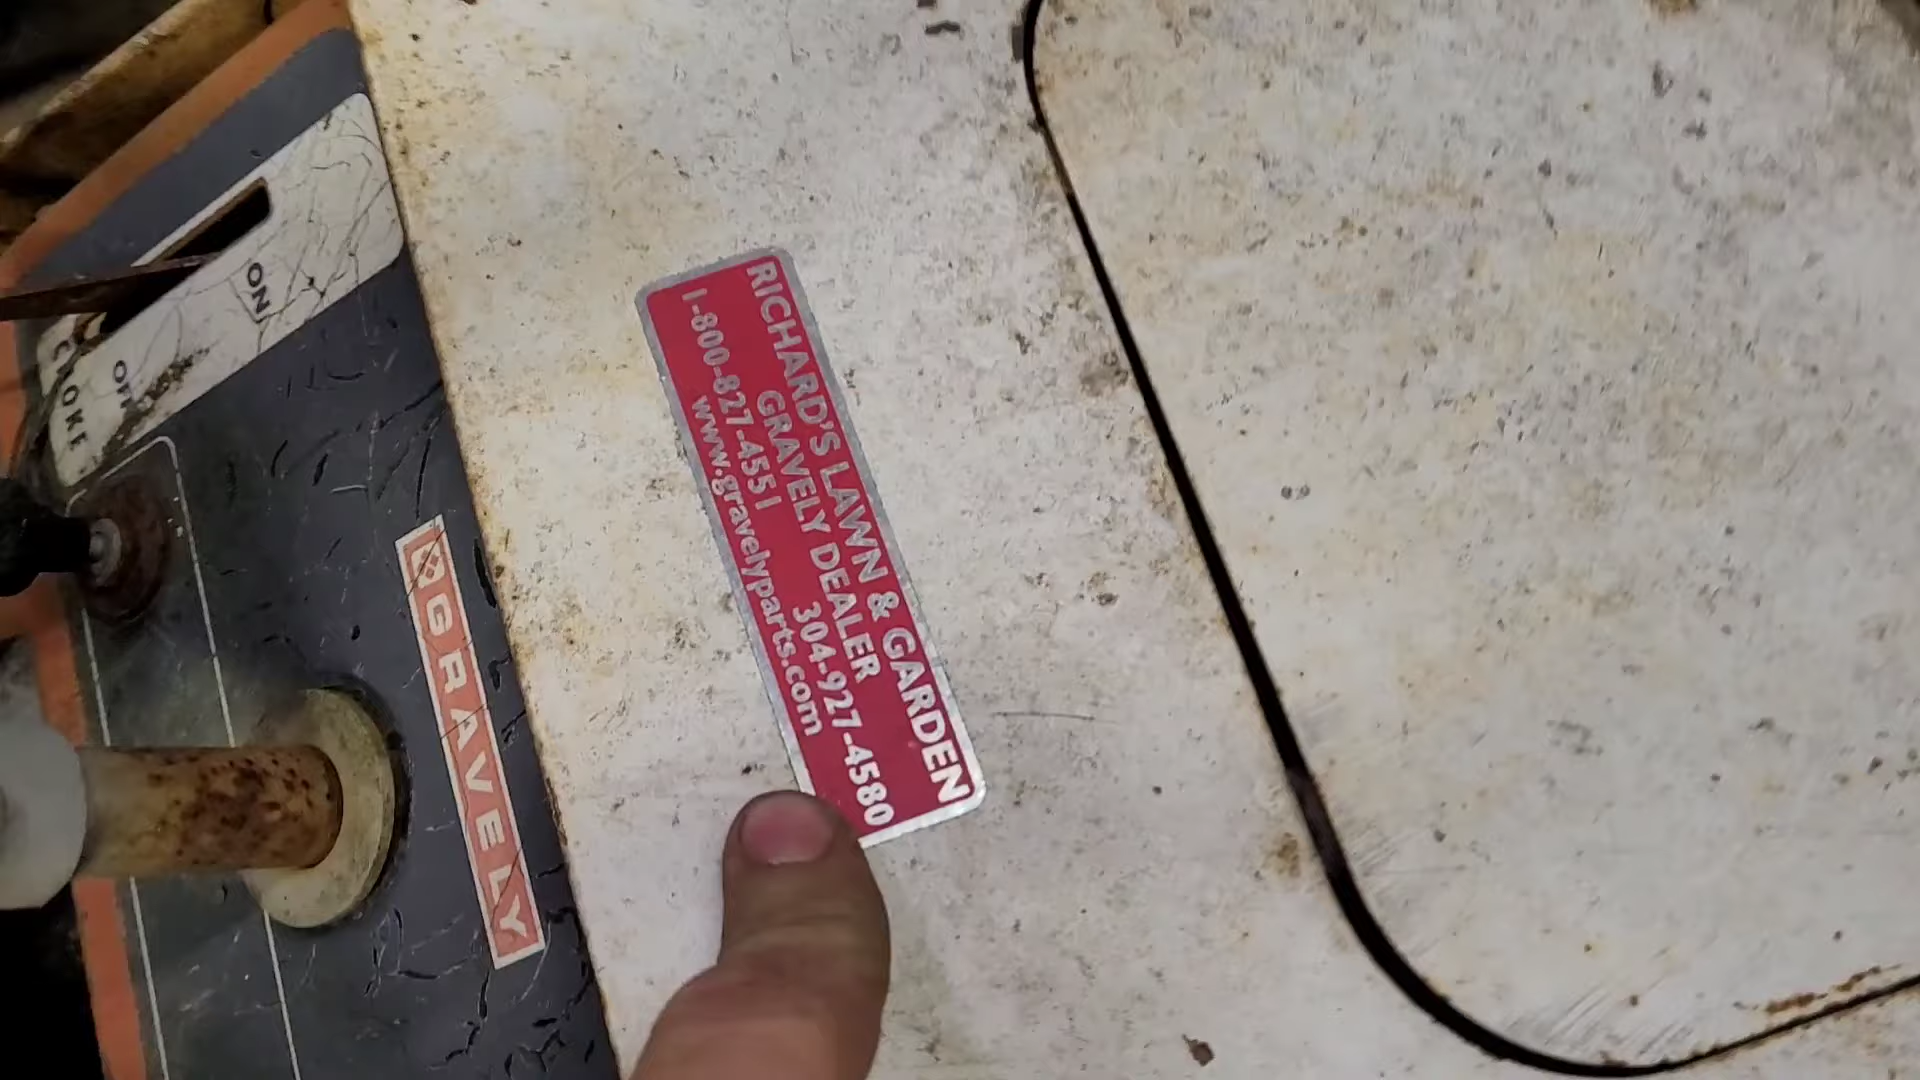 RICHARD'S LAWN & GARDEN
GRAVELY DEALER
1-800-827-4551 304-927-4580
www.gravelyparts.com
GRAVELY
ON
OFF
CHOKE